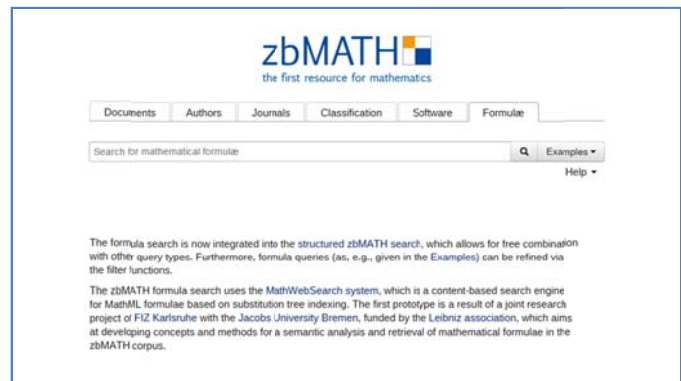 zbMATH
the first resource for mathematics
Documents Authors Journals Classification Software Formulæ
Search for mathematical formulæ Examples
Help
The formula search is now integrated into the structured zbMATH search, which allows for free combination
with other query types. Furthermore, formula queries (as, e.g., given in the Examples) can be refined via
the filter functions.
The zbMATH formula search uses the MathWebSearch system, which is a content-based search engine
for MathML formulae based on substitution tree indexing. The first prototype is a result of a joint research
project of FIZ Karlsruhe with the Jacobs University Bremen, funded by the Leibniz association, which aims
at developing concepts and methods for a semantic analysis and retrieval of mathematical formulae in the
zbMATH corpus.